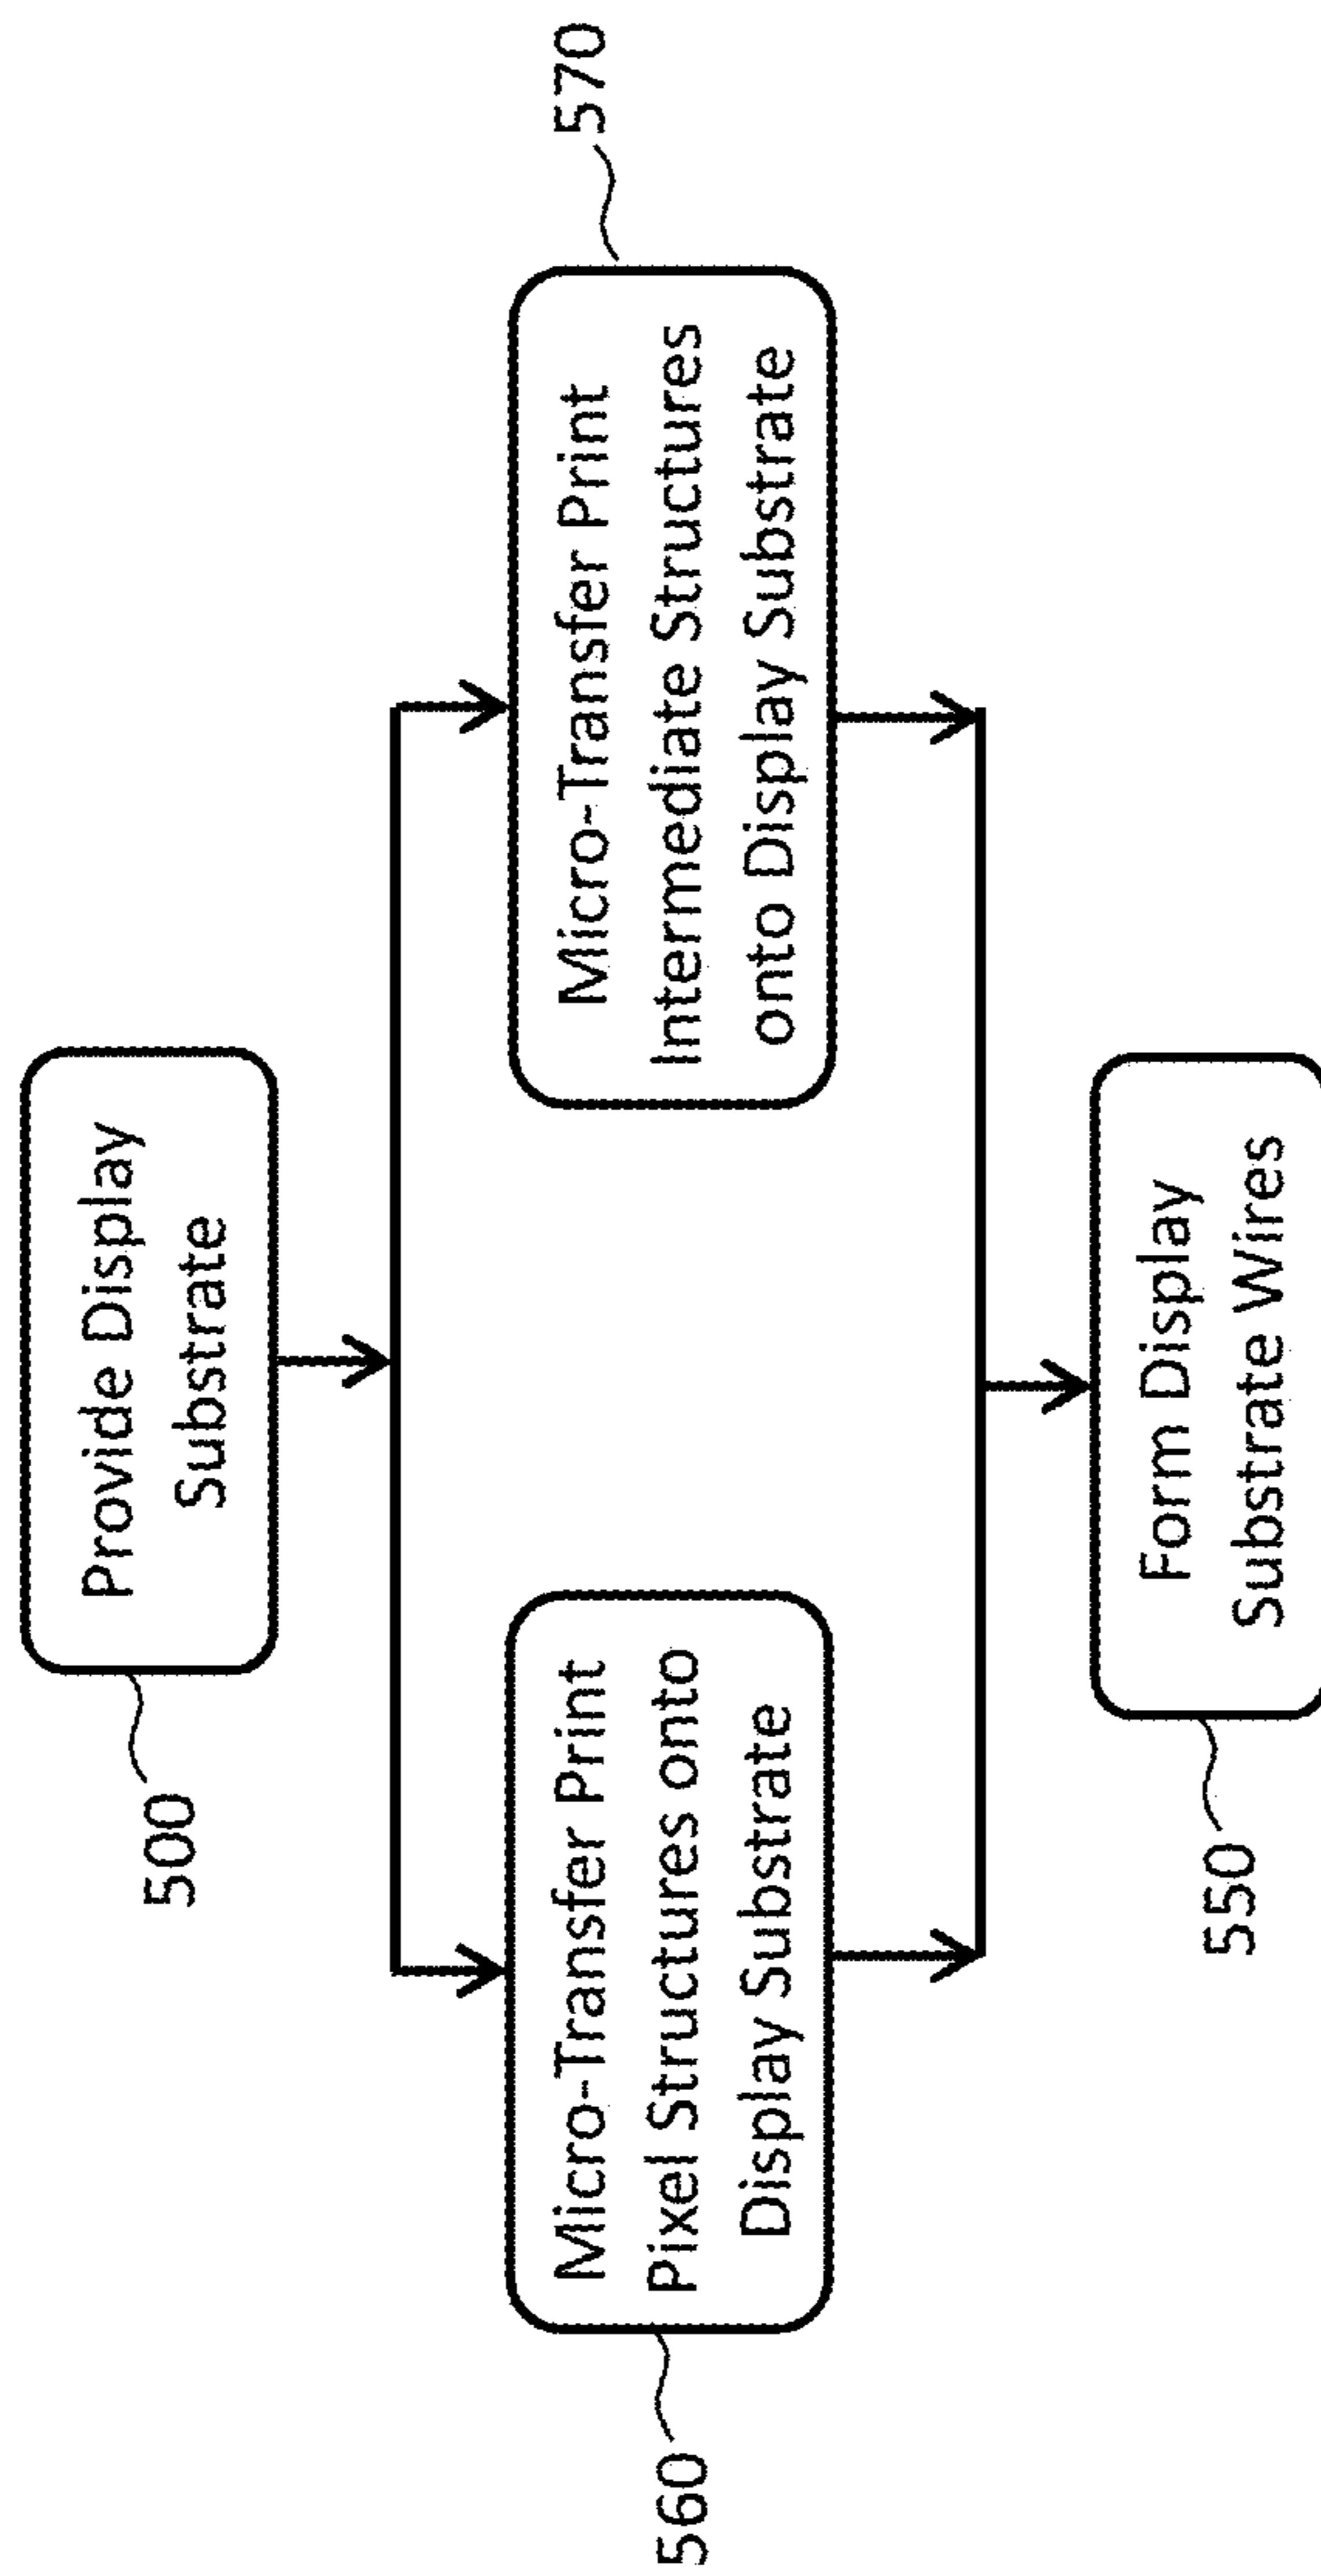 500
Provide Display
Substrate
560
Micro-Transfer Print
Pixel Structures onto
Display Substrate
Micro-Transfer Print
Intermediate Structures
onto Display Substrate
570
550
Form Display
Substrate Wires